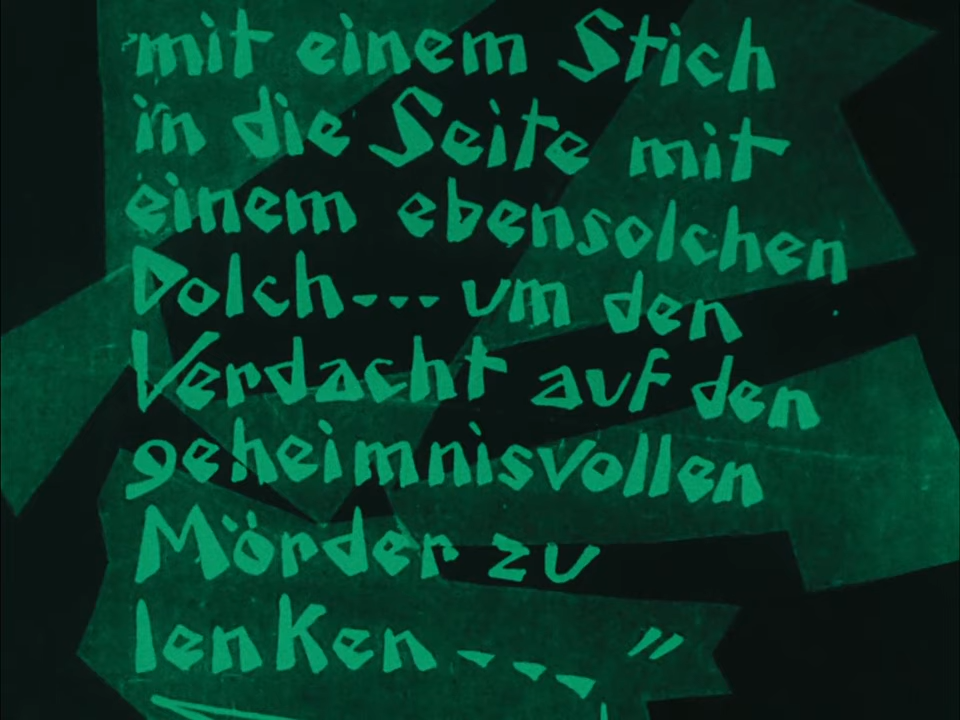 mit einem Stich
in die Seite mit
einem ebensolchen
Dolch--- um den
Verdacht auf den
geheimnisvollen
Mörder zu
lenKen---"